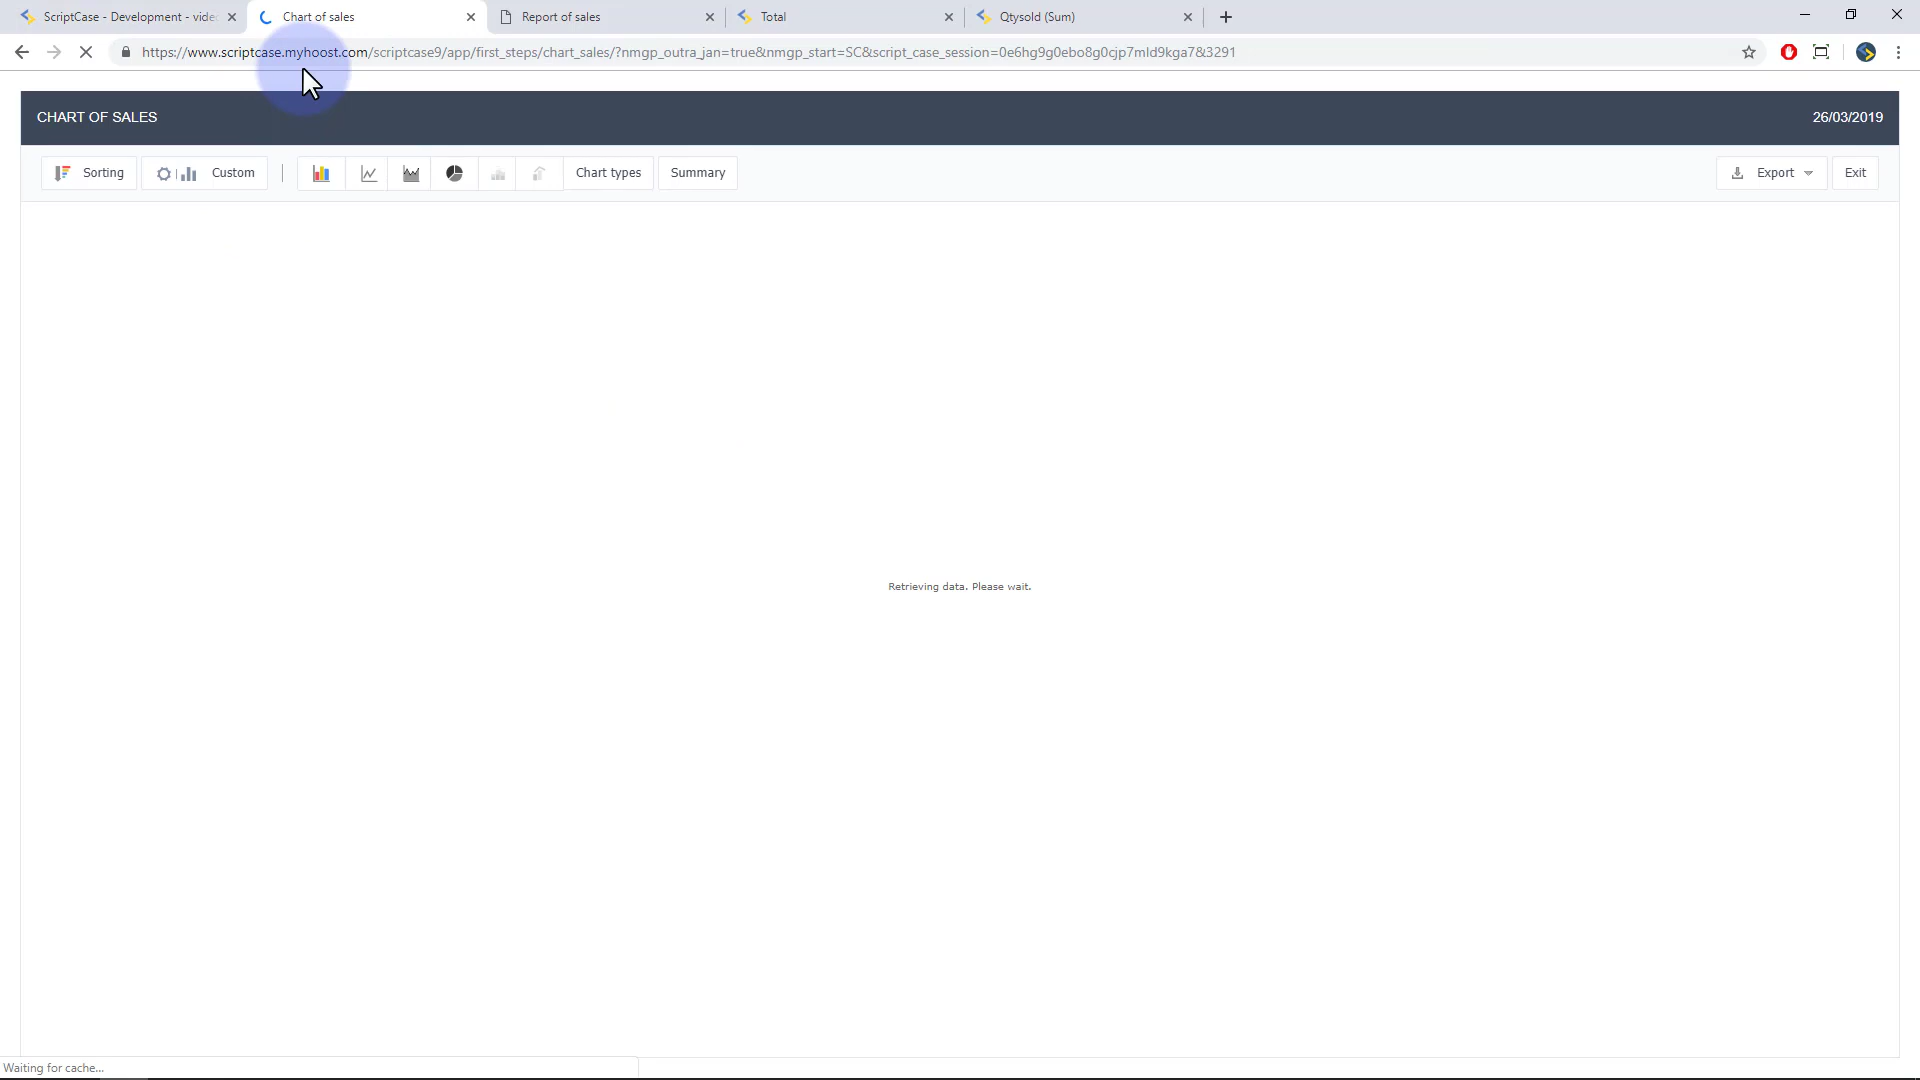 ScriptCase - Development - vide
Chart of sales
Report of sales
Total
Qtysold (Sum)
https://www.scriptcase.myhoost.com/scriptcase9/app/first_steps/chart_sales/?nmgp_outra_jan=true&nmgp_start=SC&script_case_session=0e6hg9g0ebo8g0cjp7mld9kga7&3291
CHART OF SALES
26/03/2019
Sorting
Custom
Chart types
Summary
Export
Exit
Retrieving data. Please wait.
Waiting for cache...